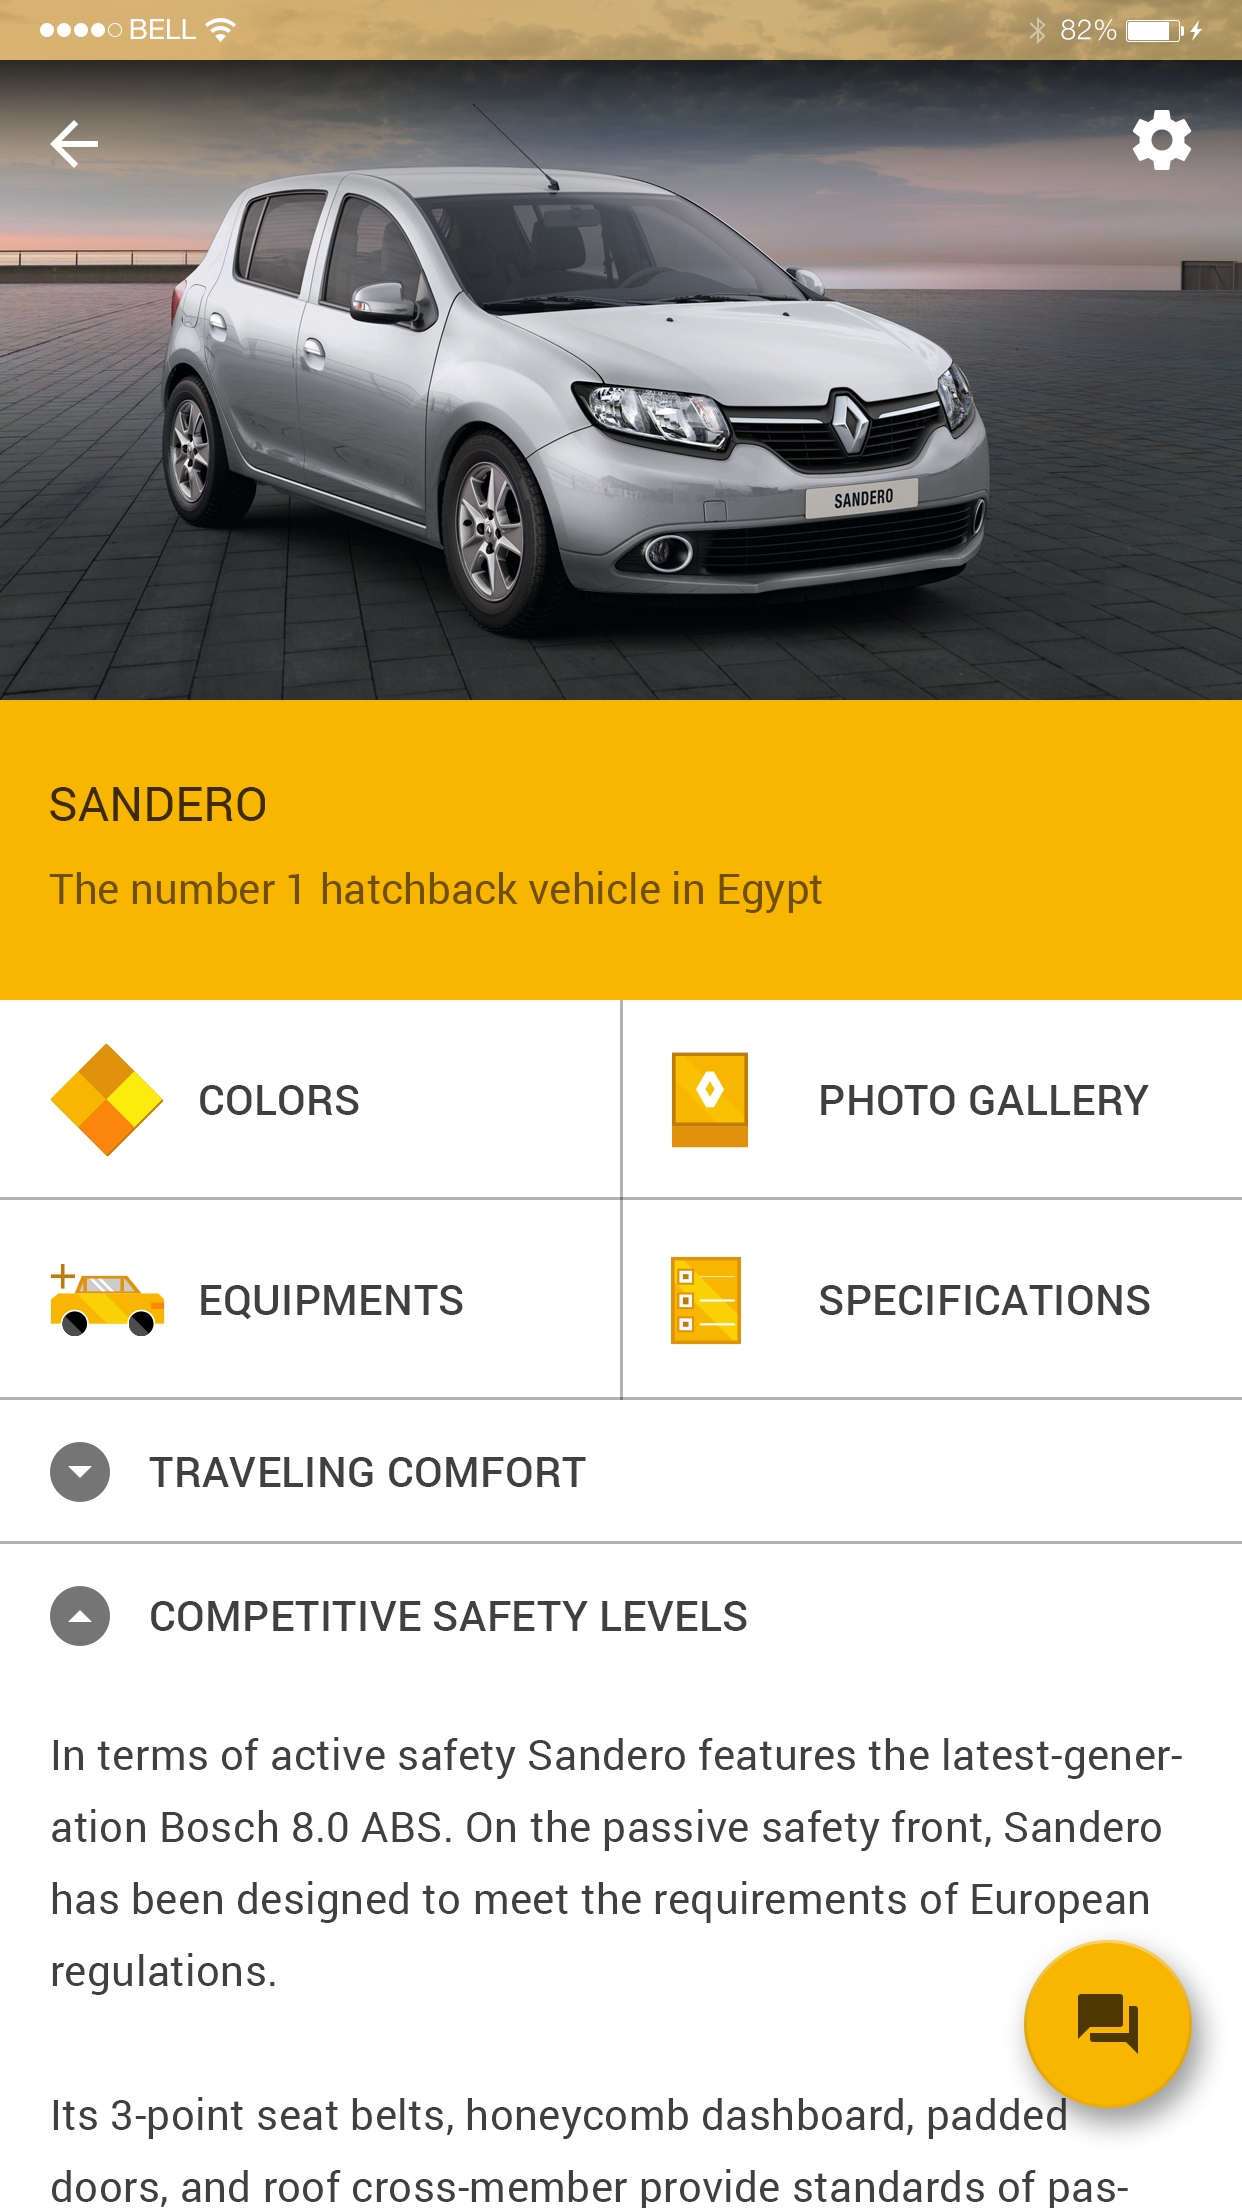 BELL 82%
SANDERO
SANDERO
The number 1 hatchback vehicle in Egypt
COLORS
PHOTO GALLERY
EQUIPMENTS
SPECIFICATIONS
TRAVELING COMFORT
COMPETITIVE SAFETY LEVELS
In terms of active safety Sandero features the latest-gener-
ation Bosch 8.0 ABS. On the passive safety front, Sandero
has been designed to meet the requirements of European
regulations.
Its 3-point seat belts, honeycomb dashboard, padded
doors, and roof cross-member provide standards of pas-